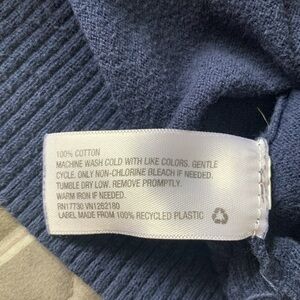 100% COTTON
MACHINE WASH COLD WITH LIKE COLORS. GENTLE
CYCLE. ONLY NON-CHLORINE BLEACH IF NEEDED.
TUMBLE DRY LOW. REMOVE PROMPTLY.
WARM IRON IF NEEDED.
RN17730 VN1262180
LABEL MADE FROM 100% RECYCLED PLASTIC